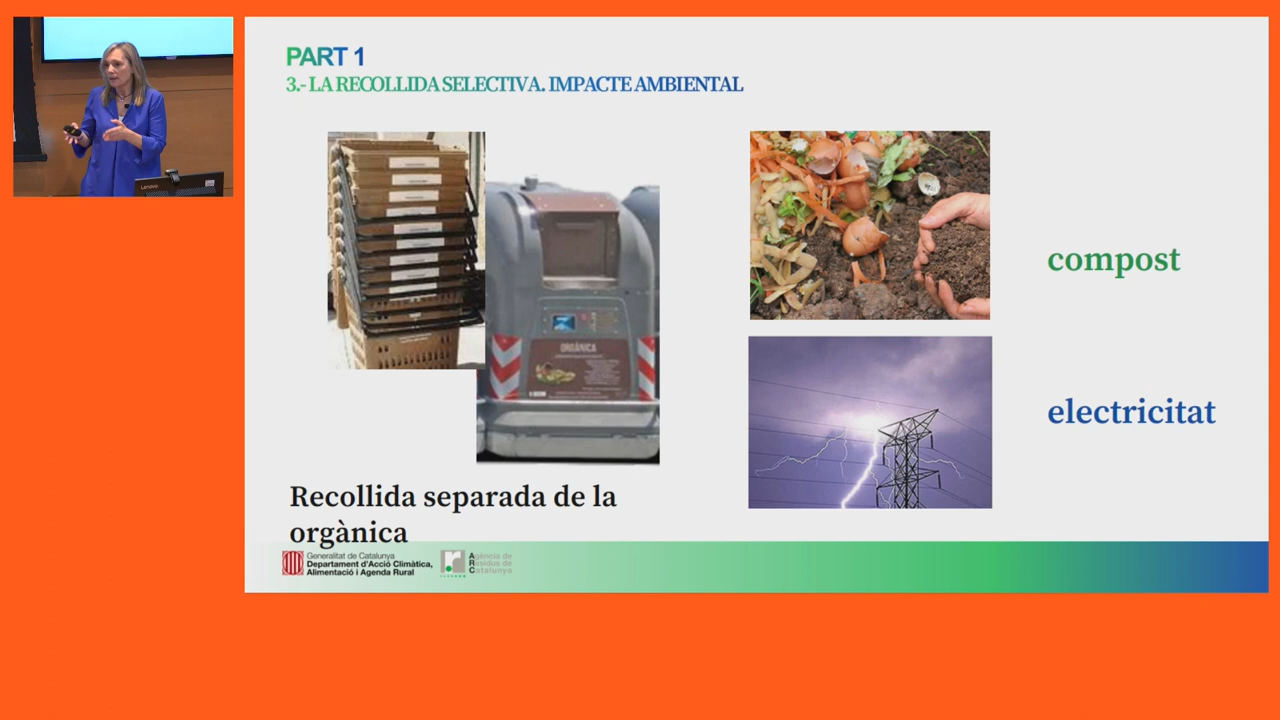 PART 1
3.- LA RECOLLIDA SELECTIVA. IMPACTE AMBIENTAL
ORGÀNICA
compost
electricitat
Recollida separada de la
orgànica
Generalitat de Catalunya
Departament d'Acció Climàtica,
Alimentació i Agenda Rural
Agència de
Residus de
Catalunya
Lenovo